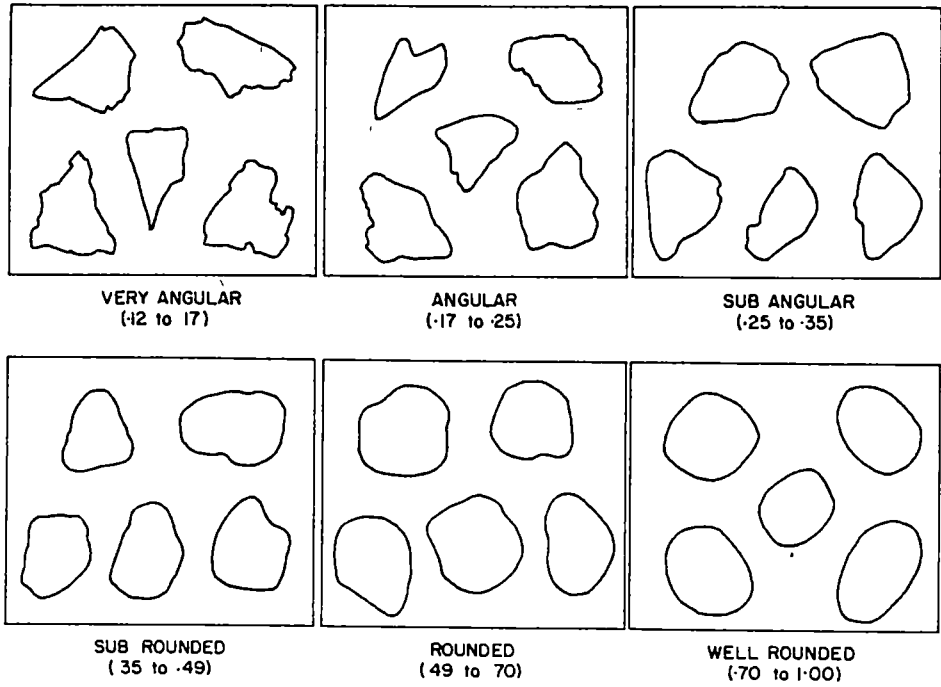 VERY ANGULAR
(·12 to 17)
ANGULAR
(·17 to ·25)
SUB ANGULAR
(·25 to ·35)
SUB ROUNDED
( 35 to ·49)
ROUNDED
( 49 to 70)
WELL ROUNDED
(·70 to 1·00)